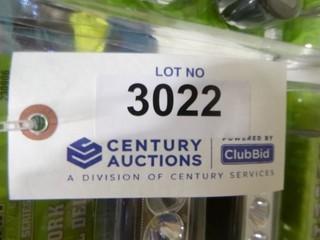 LOT NO
3022
CENTURY
AUCTIONS
POWERED BY
ClubBid
A DIVISION OF CENTURY SERVICES